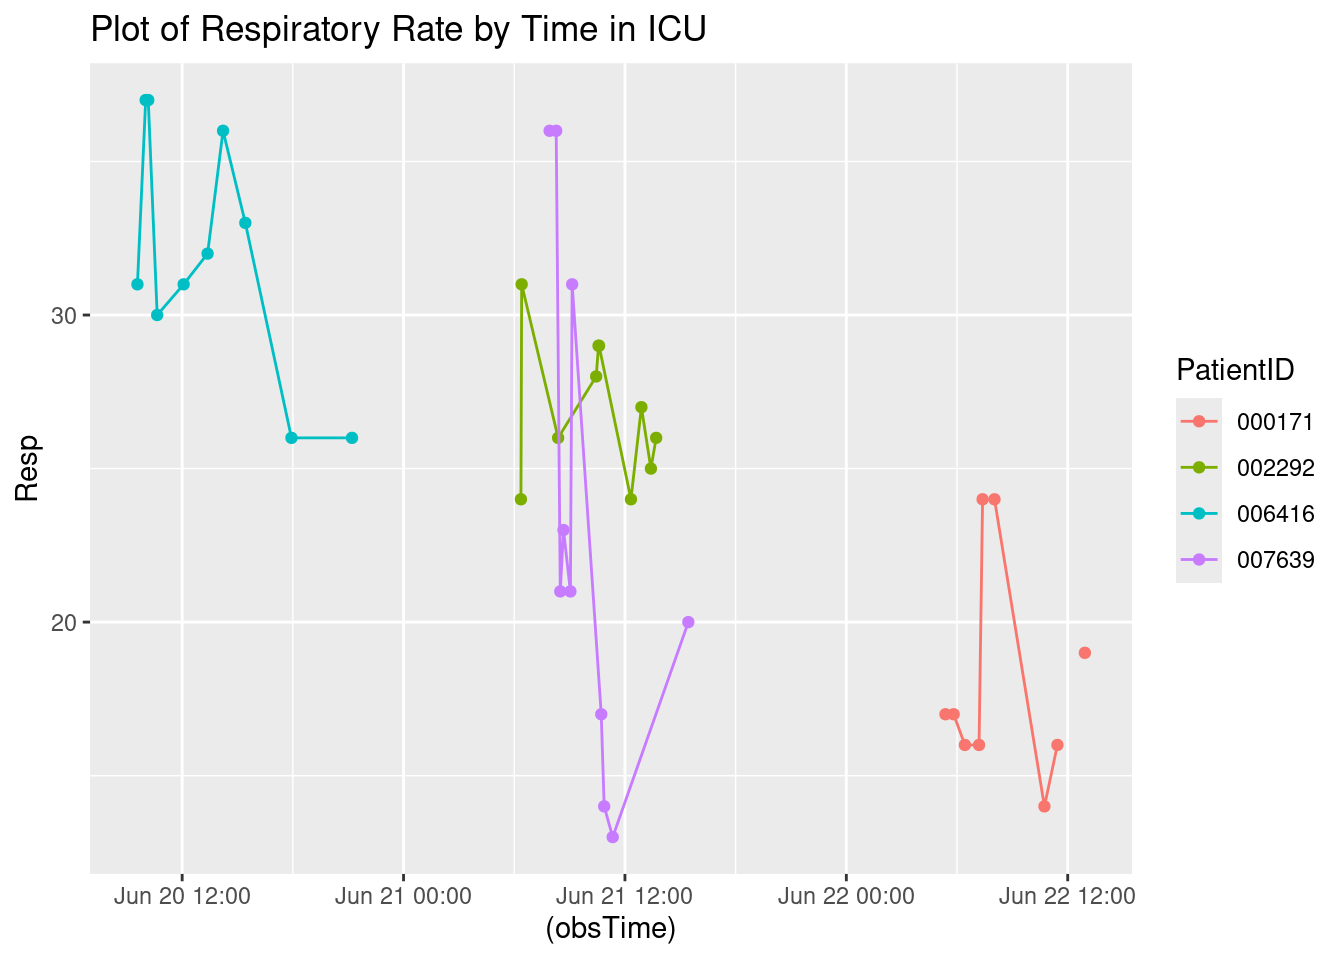 Plot of Respiratory Rate by Time in ICU
Resp
30
20
Jun 20 12:00
Jun 21 00:00
Jun 21 12:00
Jun 22 00:00
Jun 22 12:00
(obsTime)
PatientID
000171
002292
006416
007639